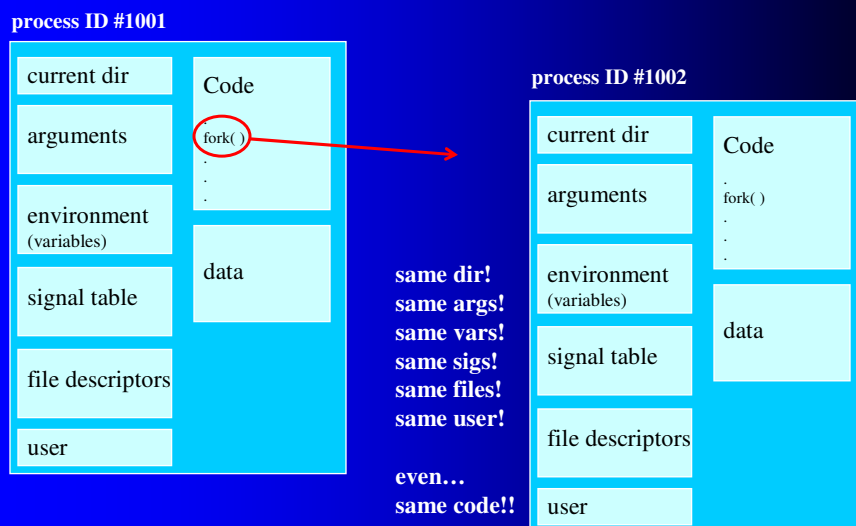 process ID #1001
current dir
arguments
environment
(variables)
signal table
file descriptors
user
Code
.
fork( )
.
.
.
data
same dir!
same args!
same vars!
same sigs!
same files!
same user!
even…
same code!!
process ID #1002
current dir
arguments
environment
(variables)
signal table
file descriptors
user
Code
.
fork( )
.
.
.
data